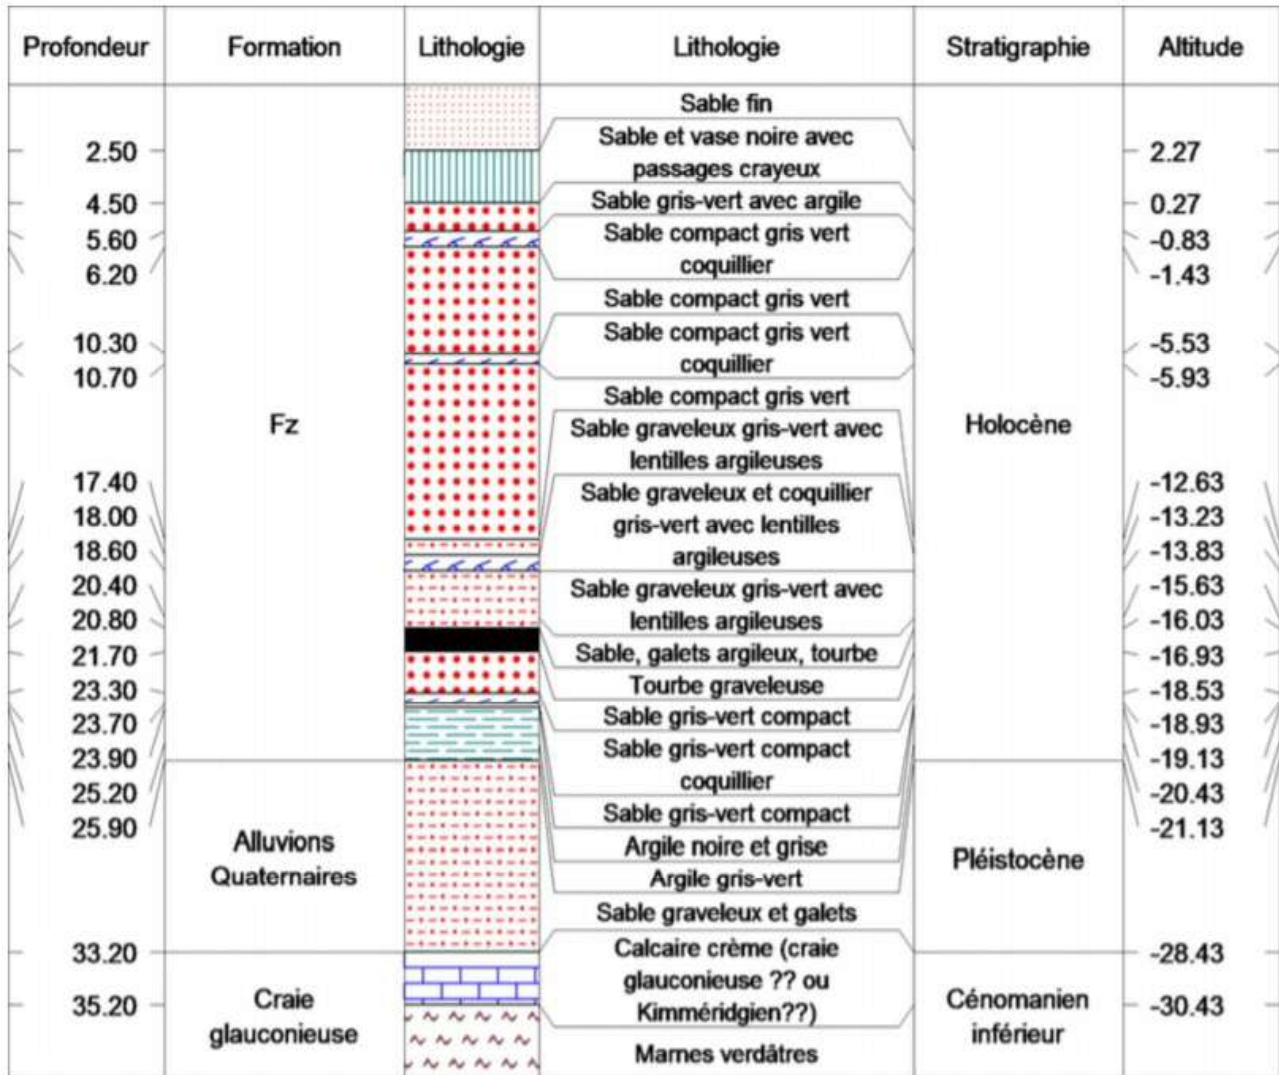 Profondeur Formation Lithologie Lithologie Stratigraphie Altitude
Sable fin
Sable et vase noire avec
passages crayeux
2.50 2.27
Sable gris-vert avec argile
4.50 0.27
Sable compact gris vert
coquillier
5.60 -0.83
6.20 -1.43
Sable compact gris vert
Sable compact gris vert
coquillier
10.30 -5.53
10.70 -5.93
Sable compact gris vert
Fz Holocène
Sable graveleux gris-vert avec
lentilles argileuses
17.40 -12.63
Sable graveleux et coquillier
gris-vert avec lentilles
argileuses
18.00 -13.23
18.60 -13.83
Sable graveleux gris-vert avec
lentilles argileuses
20.40 -15.63
20.80 -16.03
Sable, galets argileux, tourbe
21.70 -16.93
Tourbe graveleuse
23.30 -18.53
Sable gris-vert compact
23.70 -18.93
Sable gris-vert compact
coquillier
23.90 -19.13
25.20 -20.43
Sable gris-vert compact
25.90 -21.13
Argile noire et grise
Alluvions
Quaternaires
Pléistocène
Argile gris-vert
Sable graveleux et galets
33.20 -28.43
Calcaire crème (craie
glauconieuse ?? ou
Kimméridgien??)
35.20 -30.43
Craie
glauconieuse
Cénomanien
inférieur
Marnes verdâtres